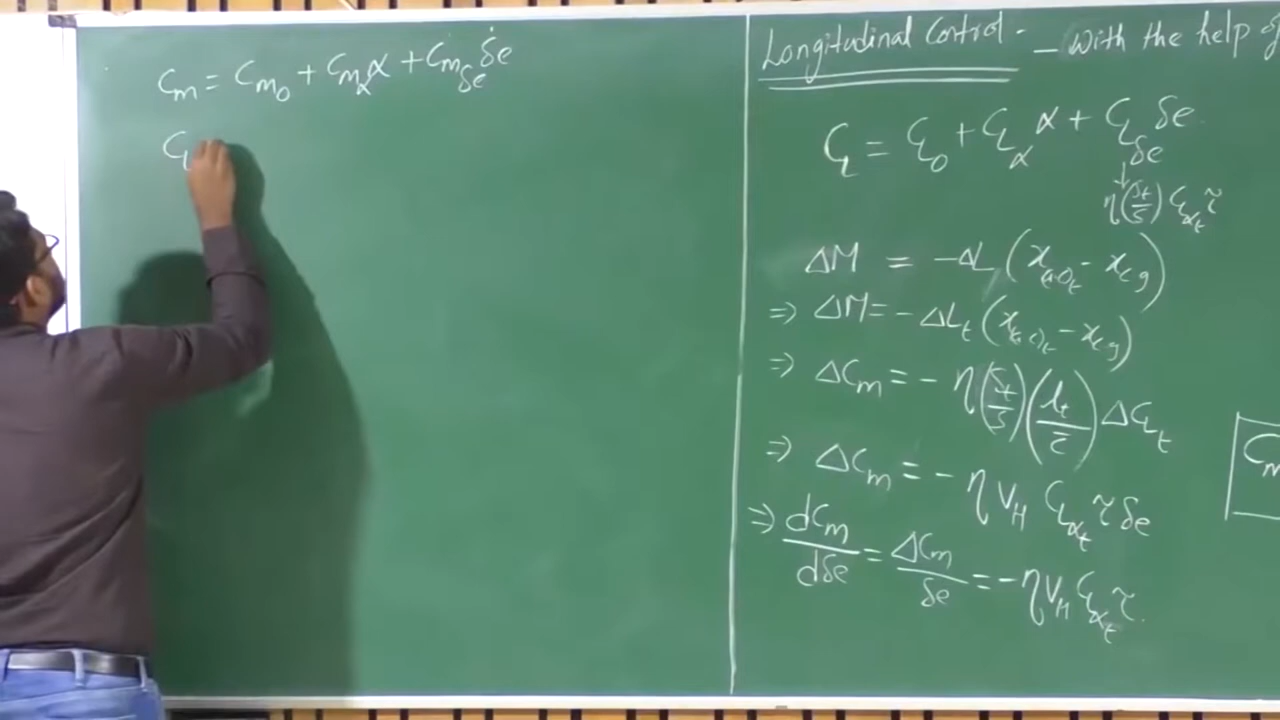 Cm = Cm₀ + Cmα α + Cmδe δe
CL
Longitudinal Control - — With the help of
CL = CL₀ + CLα α + CLδe δe
↓
η(St/S) CLαt τ
ΔM = -ΔL (x(a.c)t - xcg)
⇒ ΔM = - ΔLt (x(a.c)t - xcg)
⇒ ΔCm = - η(St/S)(lt/c̄) ΔCLt
⇒ ΔCm = - η VH CLαt τ δe
⇒ dCm/dδe = ΔCm/δe = -η VH CLαt τ.
Cm